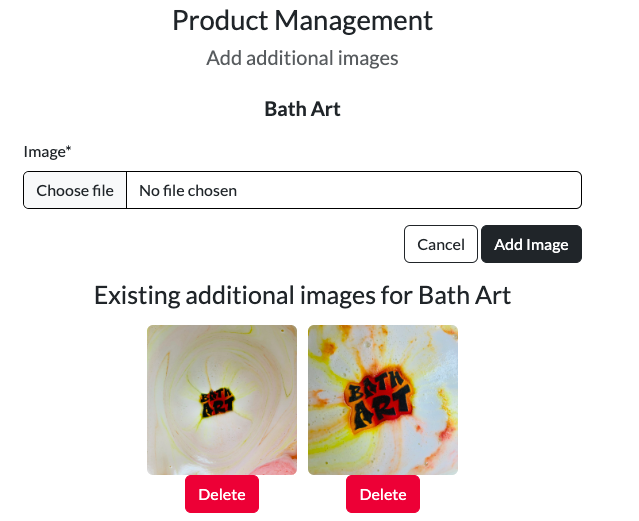 Product Management
Add additional images
Bath Art
Image*
Choose file No file chosen
Cancel Add Image
Existing additional images for Bath Art
BATH BATH
ART ART
Delete Delete